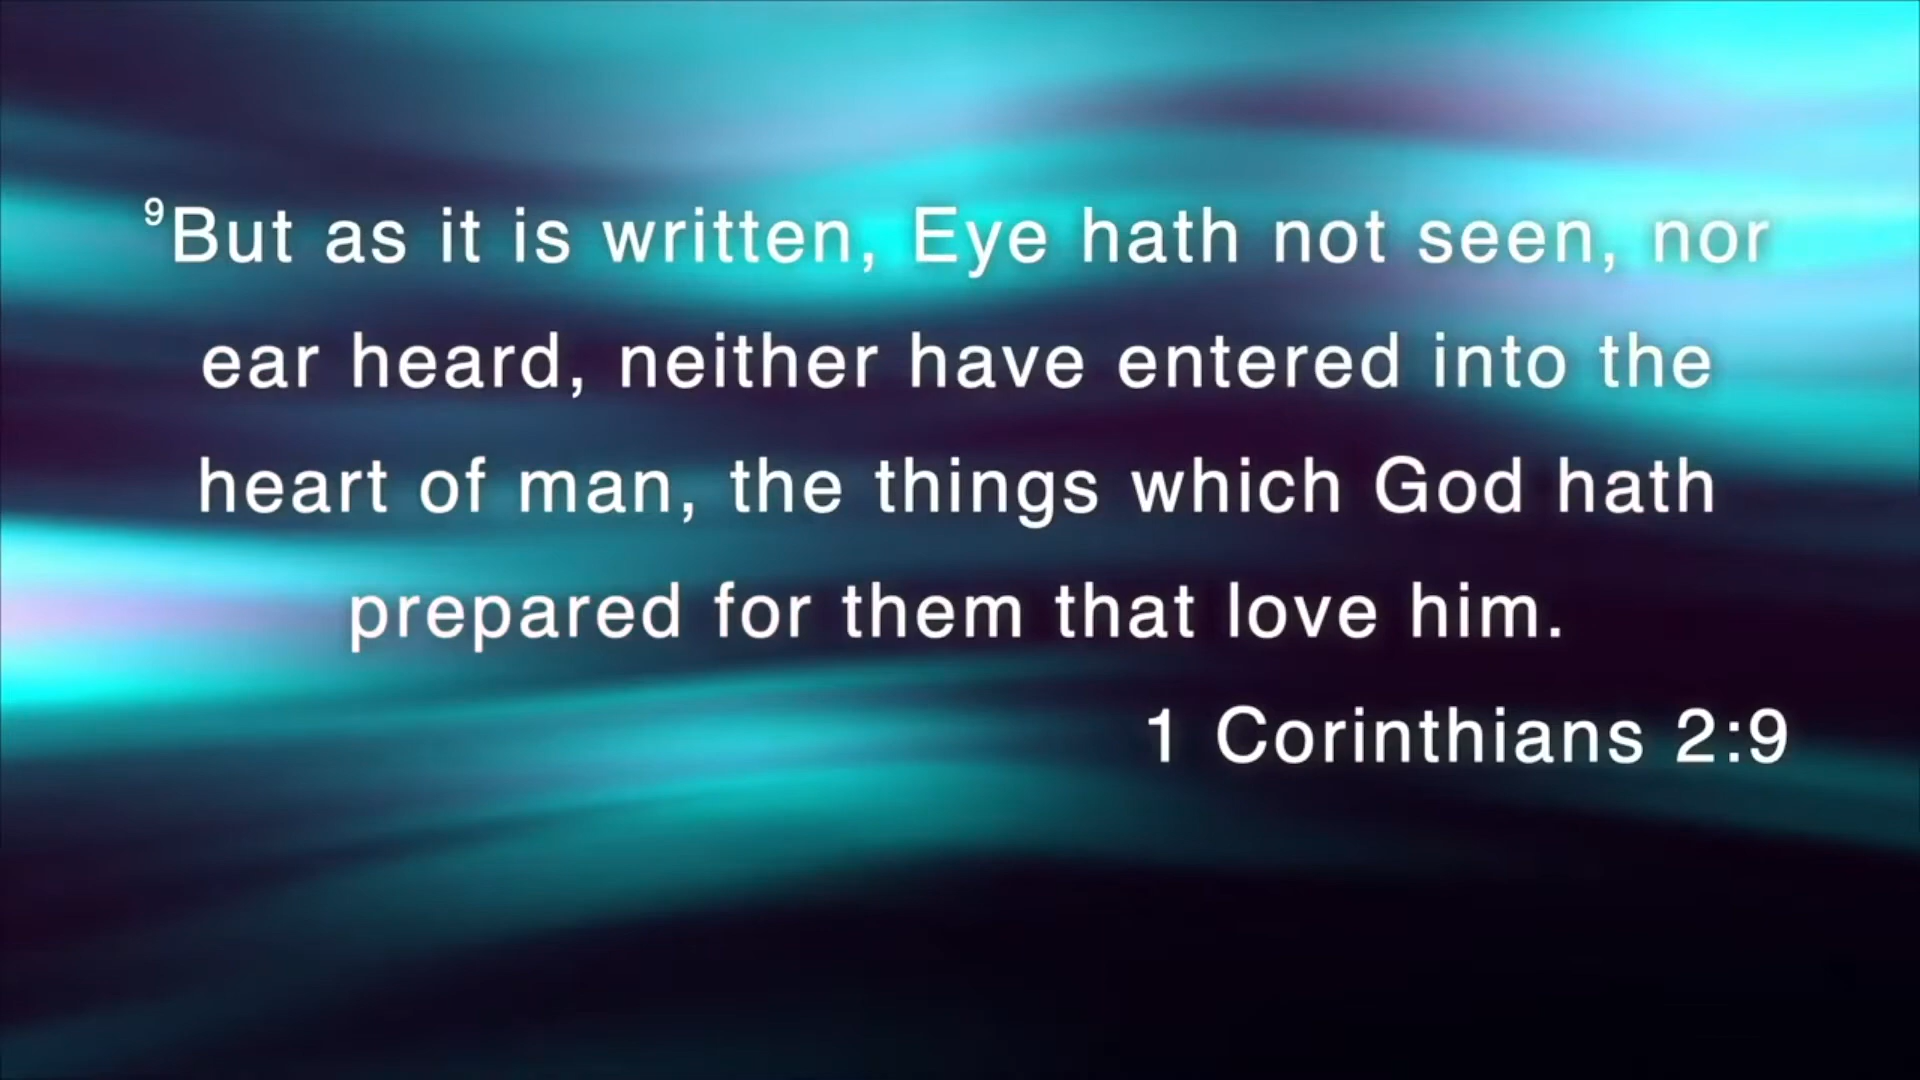 ⁹But as it is written, Eye hath not seen, nor
ear heard, neither have entered into the
heart of man, the things which God hath
prepared for them that love him.
1 Corinthians 2:9